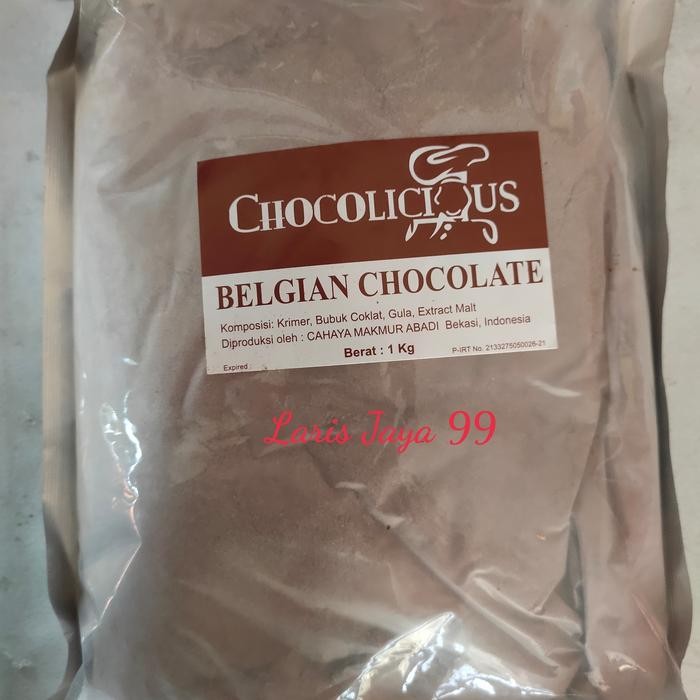 CHOCOLICIOUS
BELGIAN CHOCOLATE
Komposisi: Krimer, Bubuk Coklat, Gula, Extract Malt
Diproduksi oleh : CAHAYA MAKMUR ABADI Bekasi, Indonesia
Berat : 1 Kg
P-IRT No. 2133275050026-21
Expired :
Laris Jaya 99